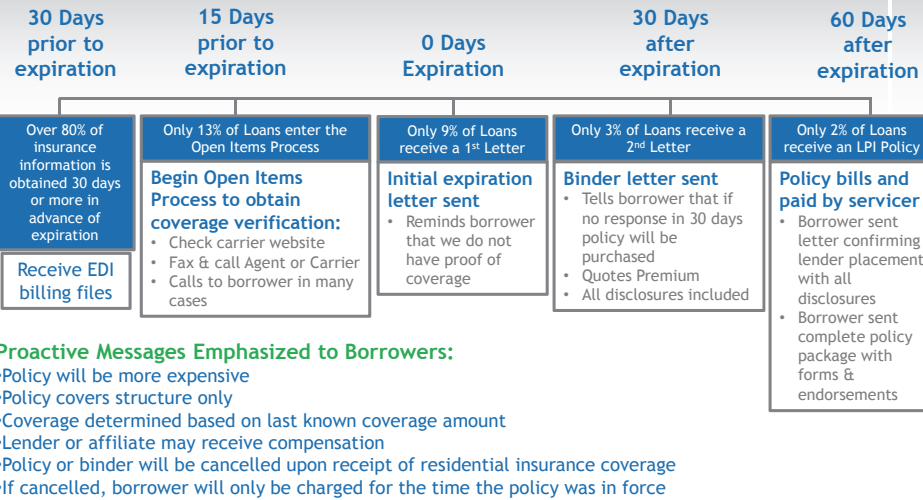 30 Days
prior to
expiration
15 Days
prior to
expiration
0 Days
Expiration
30 Days
after
expiration
60 Days
after
expiration
Over 80% of
insurance
information is
obtained 30 days
or more in
advance of
expiration
Receive EDI
billing files
Only 13% of Loans enter the
Open Items Process
Begin Open Items
Process to obtain
coverage verification:
• Check carrier website
• Fax & call Agent or Carrier
• Calls to borrower in many
cases
Only 9% of Loans
receive a 1st Letter
Initial expiration
letter sent
• Reminds borrower
that we do not
have proof of
coverage
Only 3% of Loans receive a
2nd Letter
Binder letter sent
• Tells borrower that if
no response in 30 days
policy will be
purchased
• Quotes Premium
• All disclosures included
Only 2% of Loans
receive an LPI Policy
Policy bills and
paid by servicer
• Borrower sent
letter confirming
lender placement
with all
disclosures
• Borrower sent
complete policy
package with
forms &
endorsements
Proactive Messages Emphasized to Borrowers:
•Policy will be more expensive
•Policy covers structure only
•Coverage determined based on last known coverage amount
•Lender or affiliate may receive compensation
•Policy or binder will be cancelled upon receipt of residential insurance coverage
•If cancelled, borrower will only be charged for the time the policy was in force